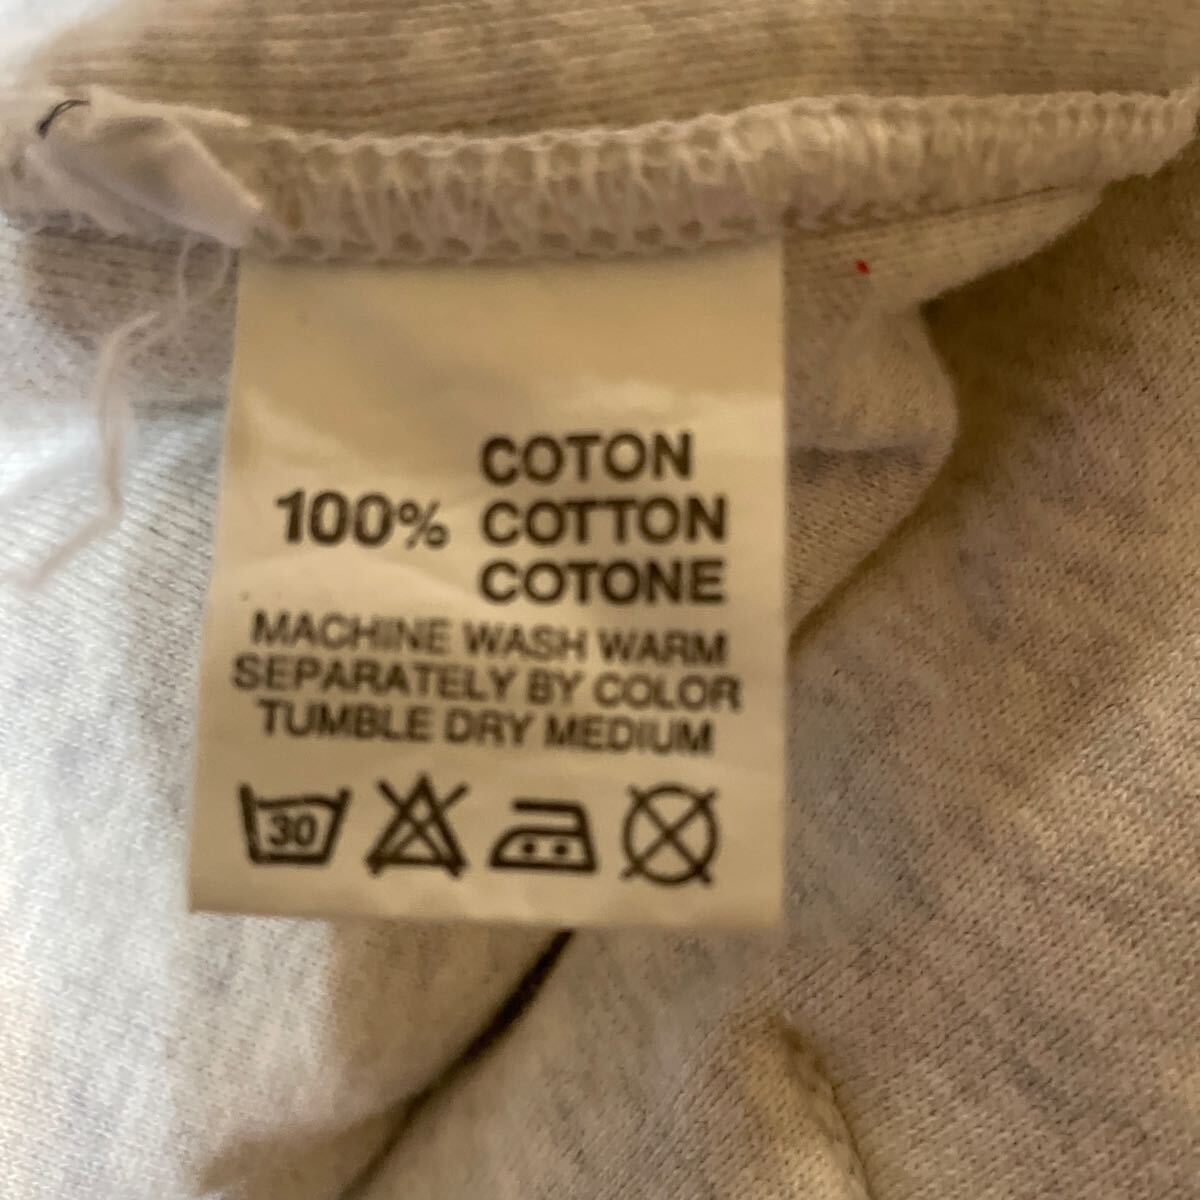 COTON
100% COTTON
COTONE
MACHINE WASH WARM
SEPARATELY BY COLOR
TUMBLE DRY MEDIUM
30